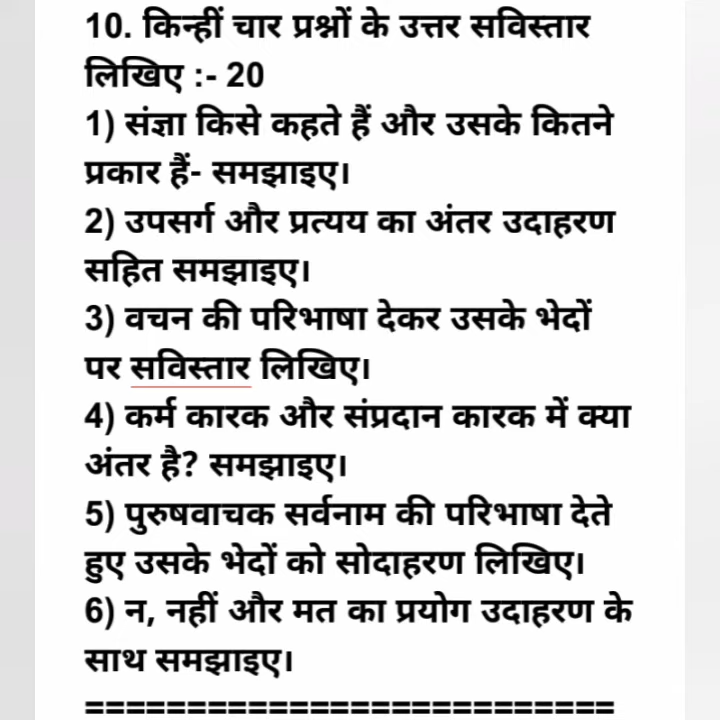 10. किन्हीं चार प्रश्नों के उत्तर सविस्तार
लिखिए :- 20
1) संज्ञा किसे कहते हैं और उसके कितने
प्रकार हैं- समझाइए।
2) उपसर्ग और प्रत्यय का अंतर उदाहरण
सहित समझाइए।
3) वचन की परिभाषा देकर उसके भेदों
पर सविस्तार लिखिए।
4) कर्म कारक और संप्रदान कारक में क्या
अंतर है? समझाइए।
5) पुरुषवाचक सर्वनाम की परिभाषा देते
हुए उसके भेदों को सोदाहरण लिखिए।
6) न, नहीं और मत का प्रयोग उदाहरण के
साथ समझाइए।
===========================